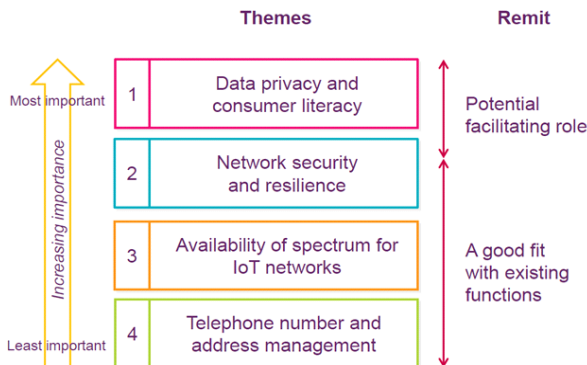 Themes
Remit
Most important
Increasing importance
Least important
1
Data privacy and
consumer literacy
2
Network security
and resilience
3
Availability of spectrum for
IoT networks
4
Telephone number and
address management
Potential
facilitating role
A good fit
with existing
functions